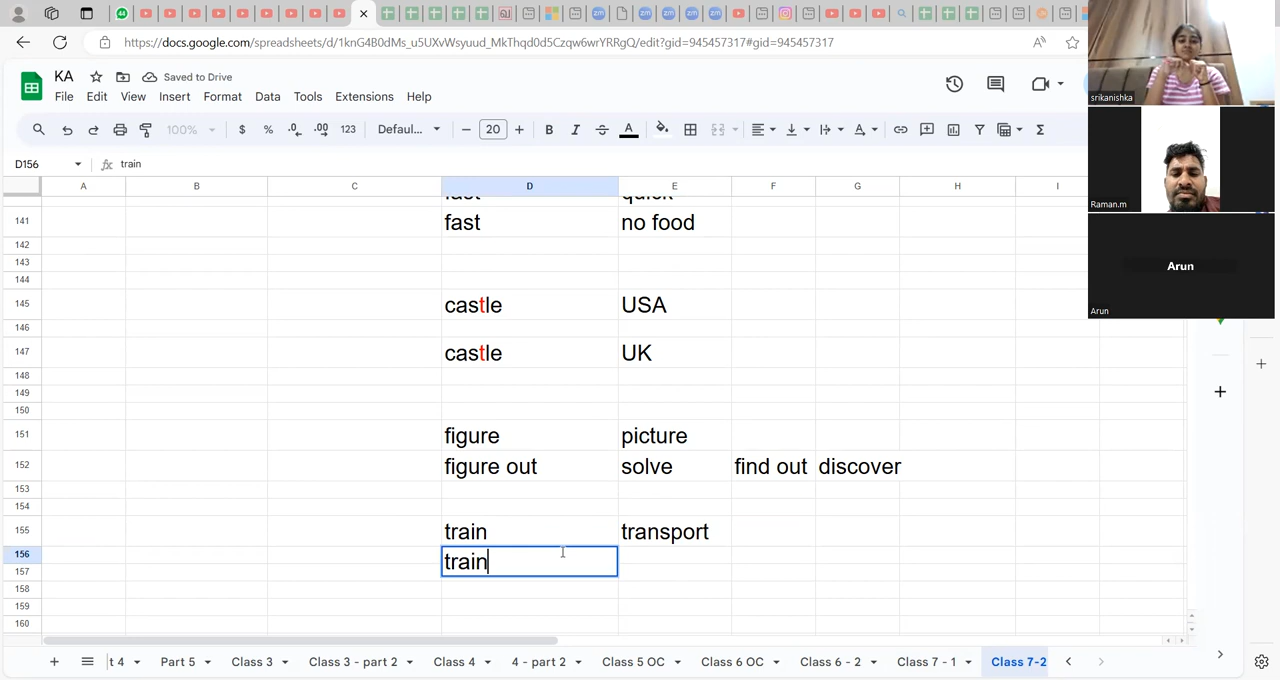 44
https://docs.google.com/spreadsheets/d/1knG4B0dMs_u5UXvWsyuud_MkThqd0d5Czqw6wrYRRgQ/edit?gid=945457317#gid=945457317
KA
Saved to Drive
File Edit View Insert Format Data Tools Extensions Help
100% $ % .0 .00 123 Defaul... 20 B I A
D156 fx train
A B C D E F G H I
141 fast no food
142
143
144
145 castle USA
146
147 castle UK
148
149
150
151 figure picture
152 figure out solve find out discover
153
154
155 train transport
156 train
157
158
159
160
t 4 Part 5 Class 3 Class 3 - part 2 Class 4 4 - part 2 Class 5 OC Class 6 OC Class 6 - 2 Class 7 - 1 Class 7-2
srikanishka
Raman.m
Arun
Arun